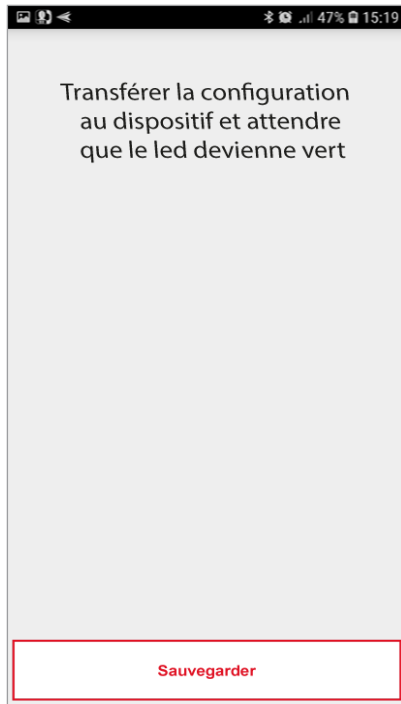 47% 15:19
Transférer la configuration
au dispositif et attendre
que le led devienne vert
Sauvegarder